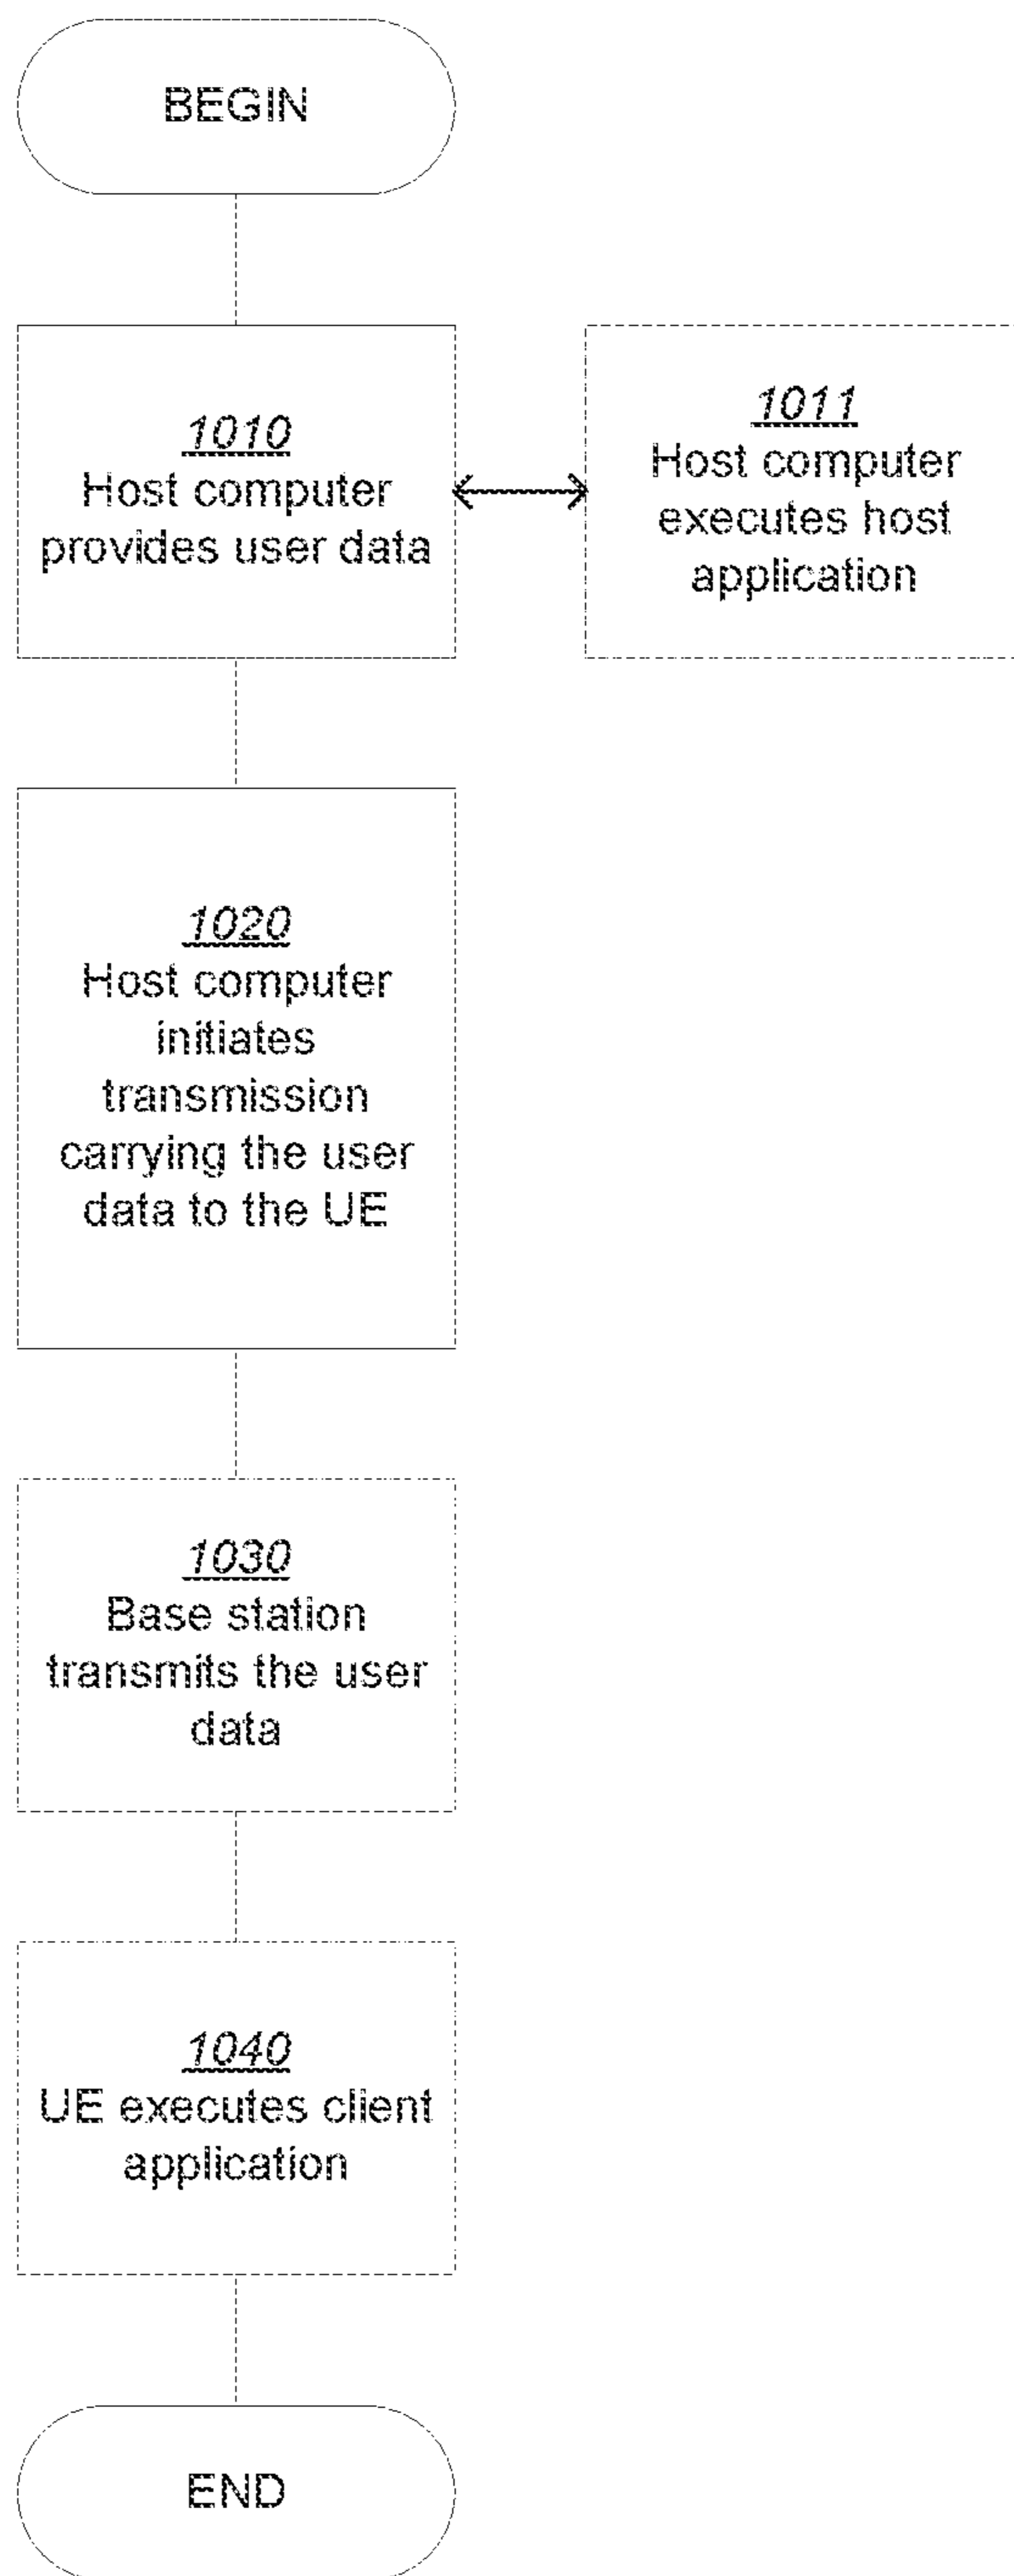 BEGIN
1010
Host computer
provides user data
1011
Host computer
executes host
application
1020
Host computer
initiates
transmission
carrying the user
data to the UE
1030
Base station
transmits the user
data
1040
UE executes client
application
END